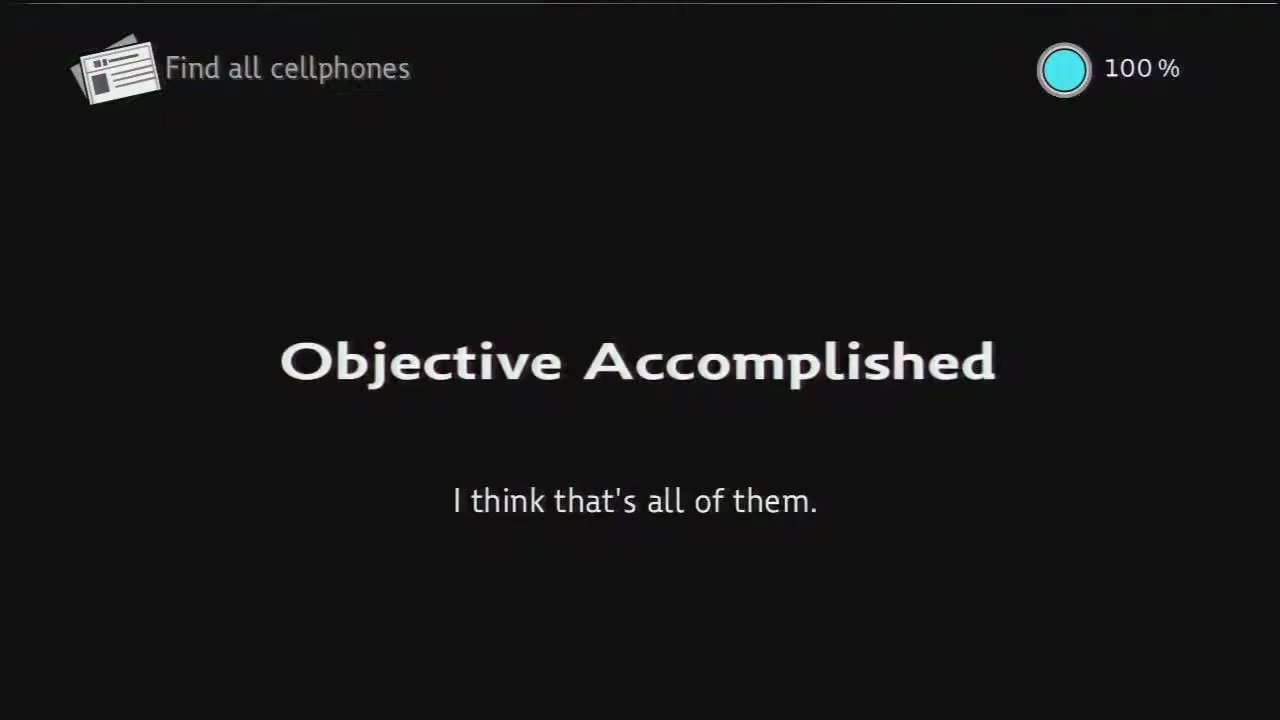 Find all cellphones
100 %
Objective Accomplished
I think that's all of them.